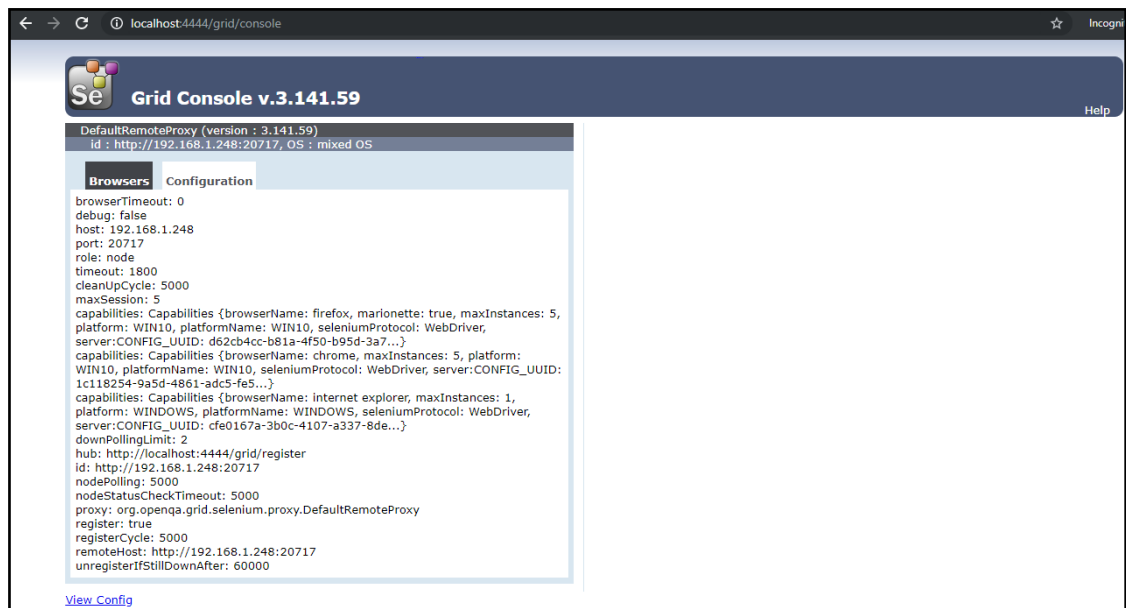 localhost:4444/grid/console
Incogni
Se
Grid Console v.3.141.59
Help
DefaultRemoteProxy (version : 3.141.59)
id : http://192.168.1.248:20717, OS : mixed OS
Browsers Configuration
browserTimeout: 0
debug: false
host: 192.168.1.248
port: 20717
role: node
timeout: 1800
cleanUpCycle: 5000
maxSession: 5
capabilities: Capabilities {browserName: firefox, marionette: true, maxInstances: 5,
platform: WIN10, platformName: WIN10, seleniumProtocol: WebDriver,
server:CONFIG_UUID: d62cb4cc-b81a-4f50-b95d-3a7...}
capabilities: Capabilities {browserName: chrome, maxInstances: 5, platform:
WIN10, platformName: WIN10, seleniumProtocol: WebDriver, server:CONFIG_UUID:
1c118254-9a5d-4861-adc5-fe5...}
capabilities: Capabilities {browserName: internet explorer, maxInstances: 1,
platform: WINDOWS, platformName: WINDOWS, seleniumProtocol: WebDriver,
server:CONFIG_UUID: cfe0167a-3b0c-4107-a337-8de...}
downPollingLimit: 2
hub: http://localhost:4444/grid/register
id: http://192.168.1.248:20717
nodePolling: 5000
nodeStatusCheckTimeout: 5000
proxy: org.openqa.grid.selenium.proxy.DefaultRemoteProxy
register: true
registerCycle: 5000
remoteHost: http://192.168.1.248:20717
unregisterIfStillDownAfter: 60000
View Config